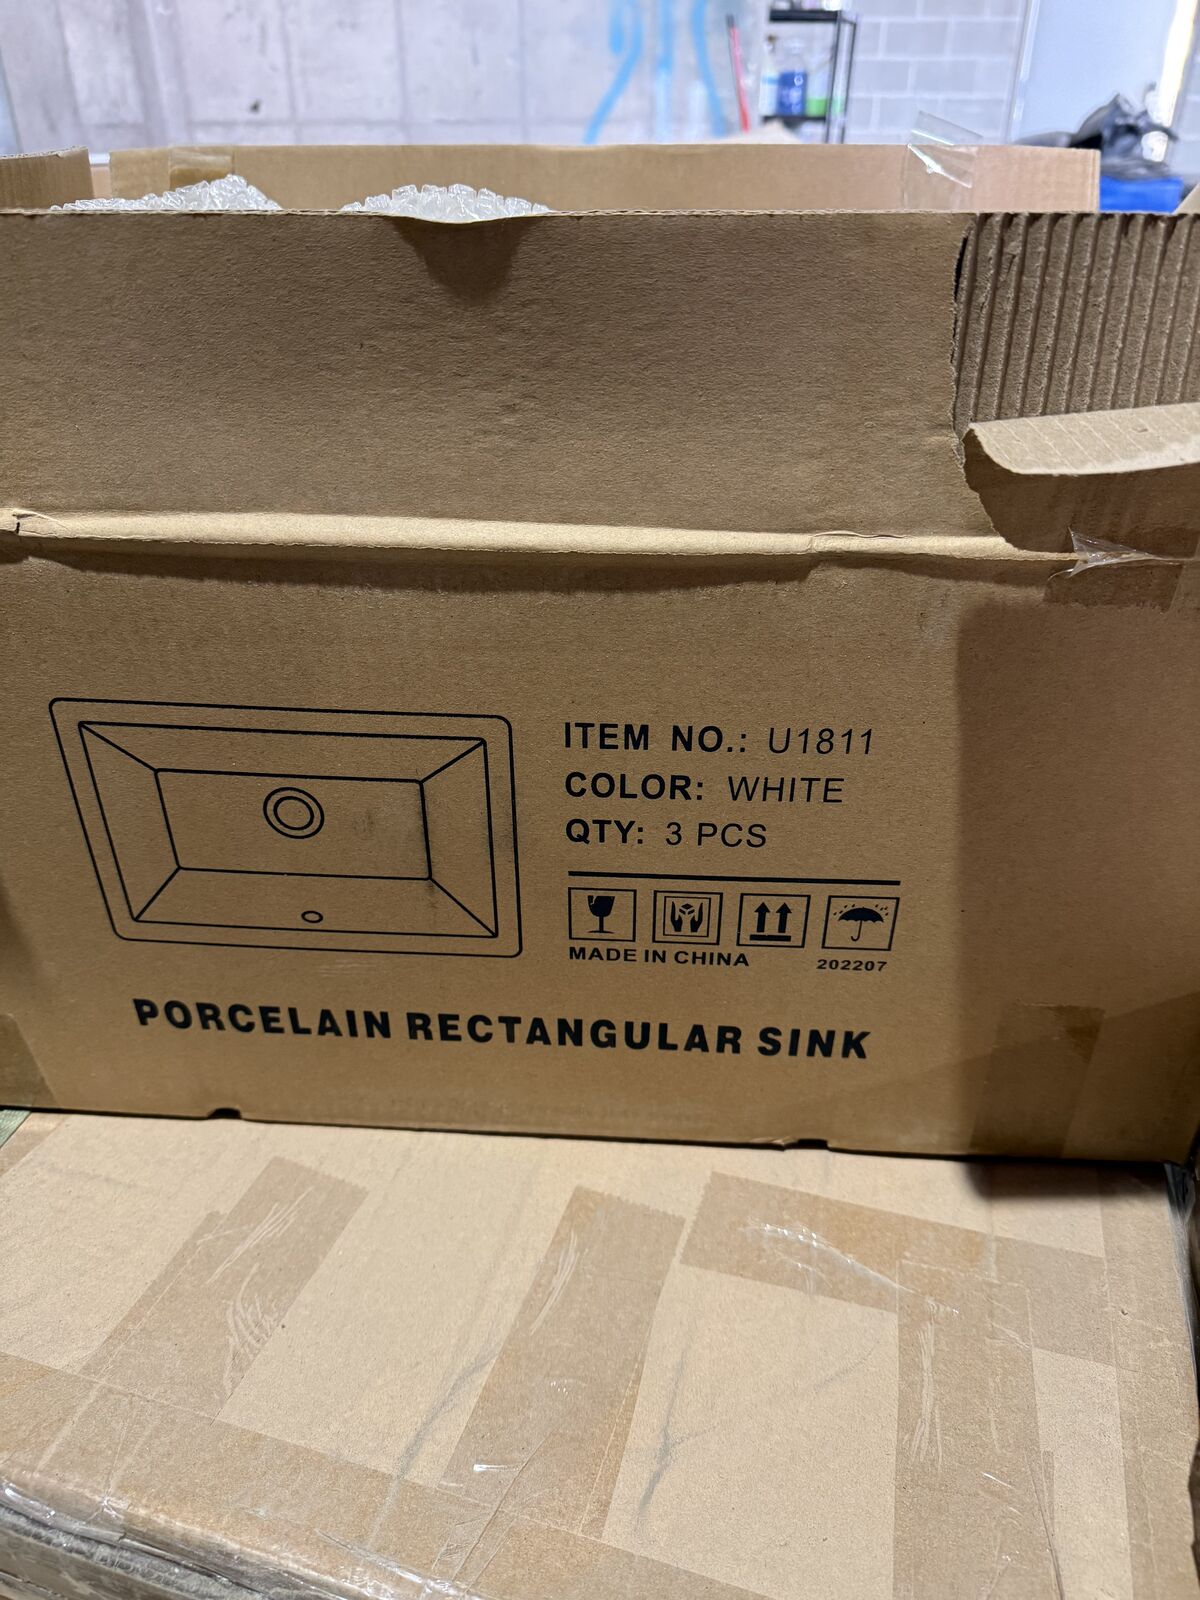 ITEM NO.: U1811
COLOR: WHITE
QTY: 3 PCS
MADE IN CHINA
202207
PORCELAIN RECTANGULAR SINK